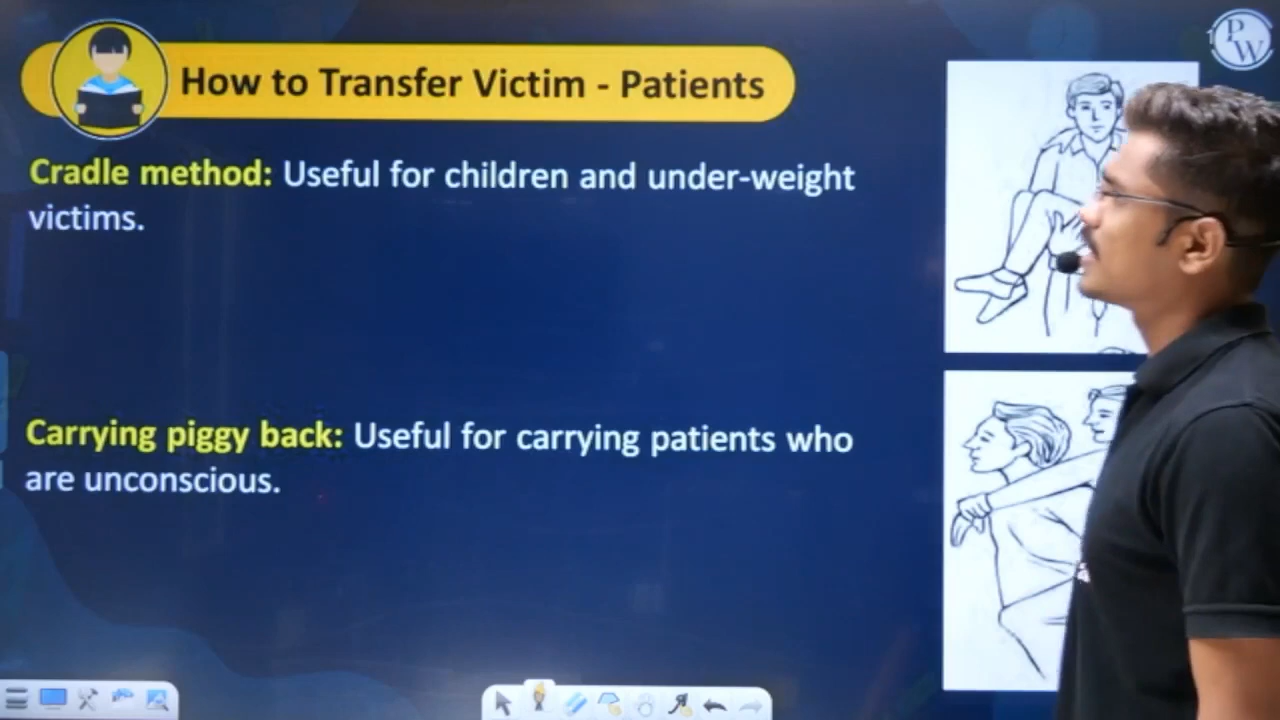 How to Transfer Victim - Patients
PW
Cradle method: Useful for children and under-weight
victims.
Carrying piggy back: Useful for carrying patients who
are unconscious.